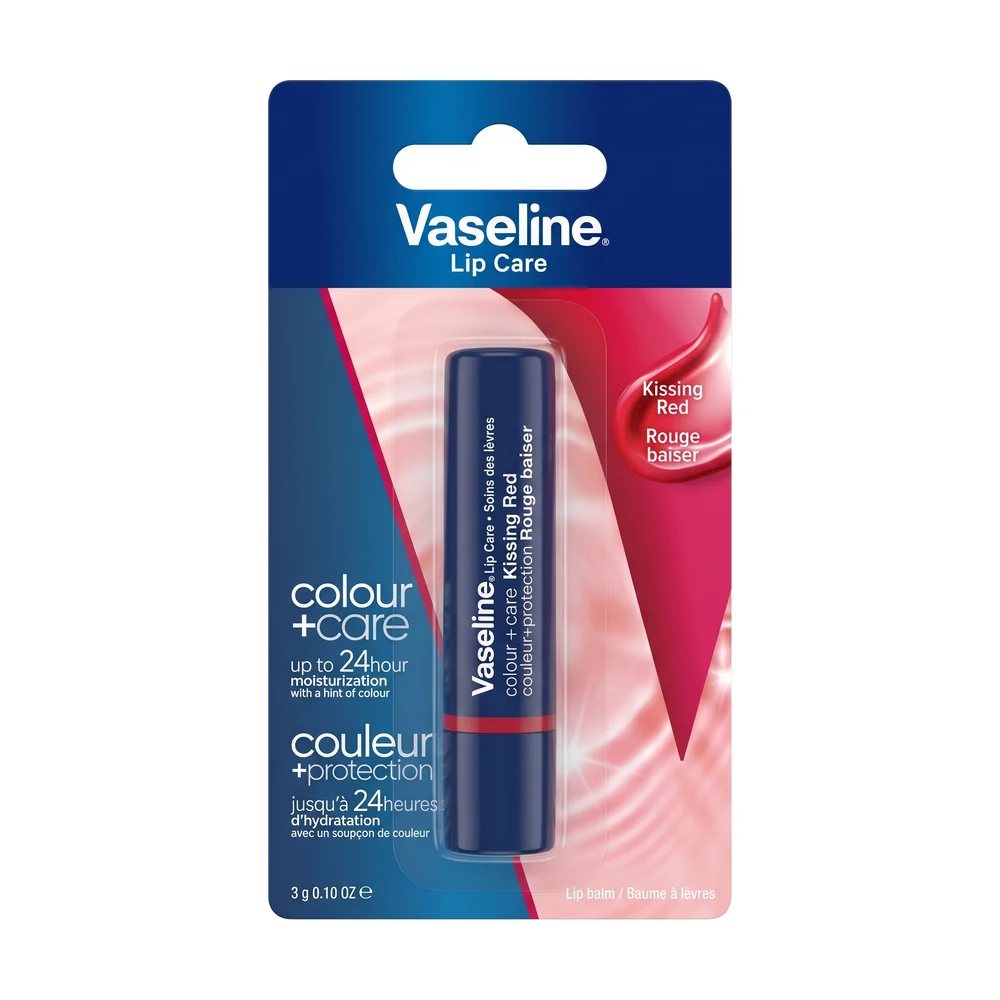 Vaseline®
Lip Care
Kissing
Red
Rouge
baiser
Vaseline® Lip Care • Soins des lèvres
colour + care Kissing Red
couleur+protection Rouge baiser
colour
+care
up to 24hour
moisturization
with a hint of colour
couleur
+protection
jusqu'à 24heures
d'hydratation
avec un soupçon de couleur
3 g 0.10 OZ ℮
Lip balm / Baume à lèvres